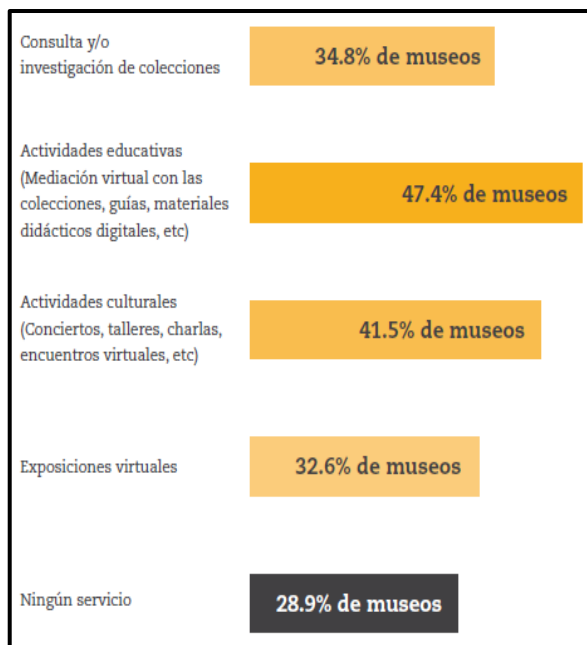 Consulta y/o
investigación de colecciones
34.8% de museos
Actividades educativas
(Mediación virtual con las
colecciones, guías, materiales
didácticos digitales, etc)
47.4% de museos
Actividades culturales
(Conciertos, talleres, charlas,
encuentros virtuales, etc)
41.5% de museos
Exposiciones virtuales
32.6% de museos
Ningún servicio
28.9% de museos